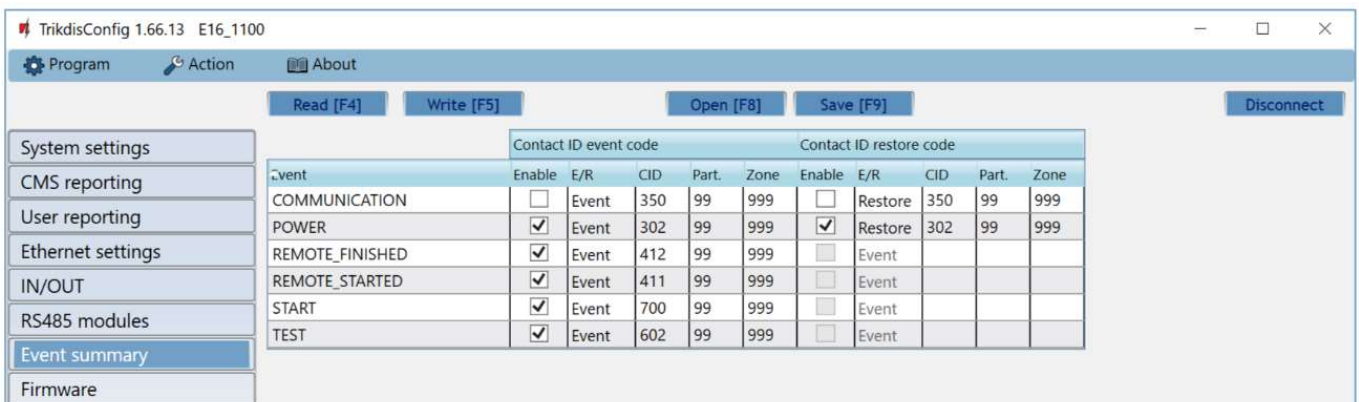 TrikdisConfig 1.66.13 E16_1100
Program Action About
Read [F4] Write [F5] Open [F8] Save [F9] Disconnect
System settings
CMS reporting
User reporting
Ethernet settings
IN/OUT
RS485 modules
Event summary
Firmware
Contact ID event code Contact ID restore code
Event Enable E/R CID Part. Zone Enable E/R CID Part. Zone
COMMUNICATION Event 350 99 999 Restore 350 99 999
POWER Event 302 99 999 Restore 302 99 999
REMOTE_FINISHED Event 412 99 999 Event
REMOTE_STARTED Event 411 99 999 Event
START Event 700 99 999 Event
TEST Event 602 99 999 Event